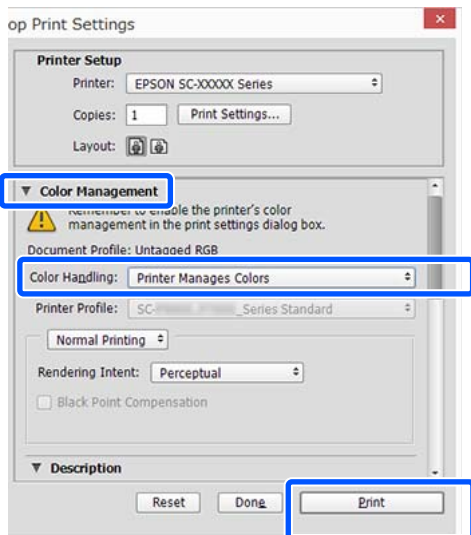 op Print Settings
Printer Setup
Printer: EPSON SC-XXXXX Series
Copies: 1 Print Settings...
Layout:
Color Management
Remember to enable the printer's color
management in the print settings dialog box.
Document Profile: Untagged RGB
Color Handling: Printer Manages Colors
Printer Profile: SC- _Series Standard
Normal Printing
Rendering Intent: Perceptual
Black Point Compensation
Description
Reset Done Print